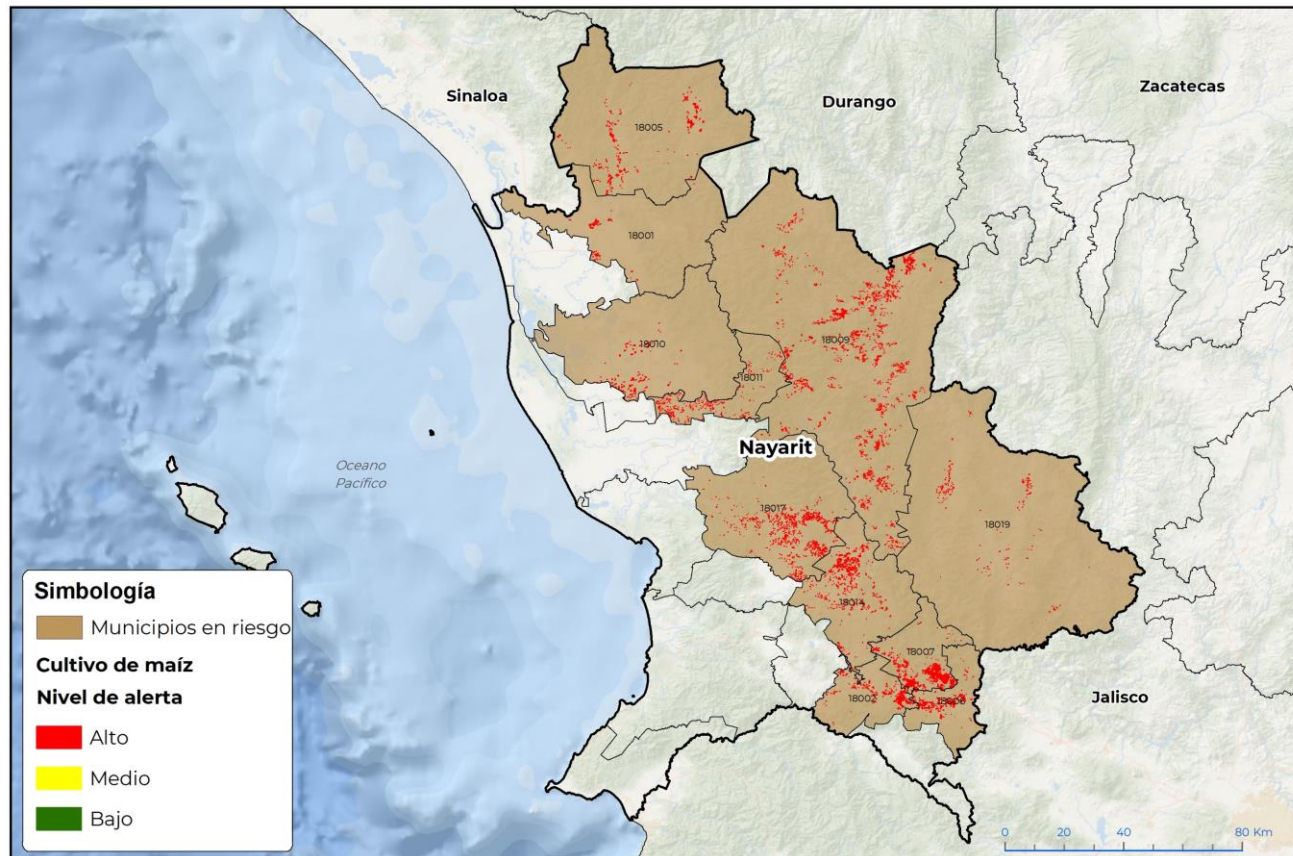 Sinaloa
Durango
Zacatecas
18005
18001
18009
18010
18011
Nayarit
Oceano
Pacífico
18017
18019
18014
18007
18002
Jalisco
Simbología
Municipios en riesgo
Cultivo de maíz
Nivel de alerta
Alto
Medio
Bajo
0 20 40 80 Km